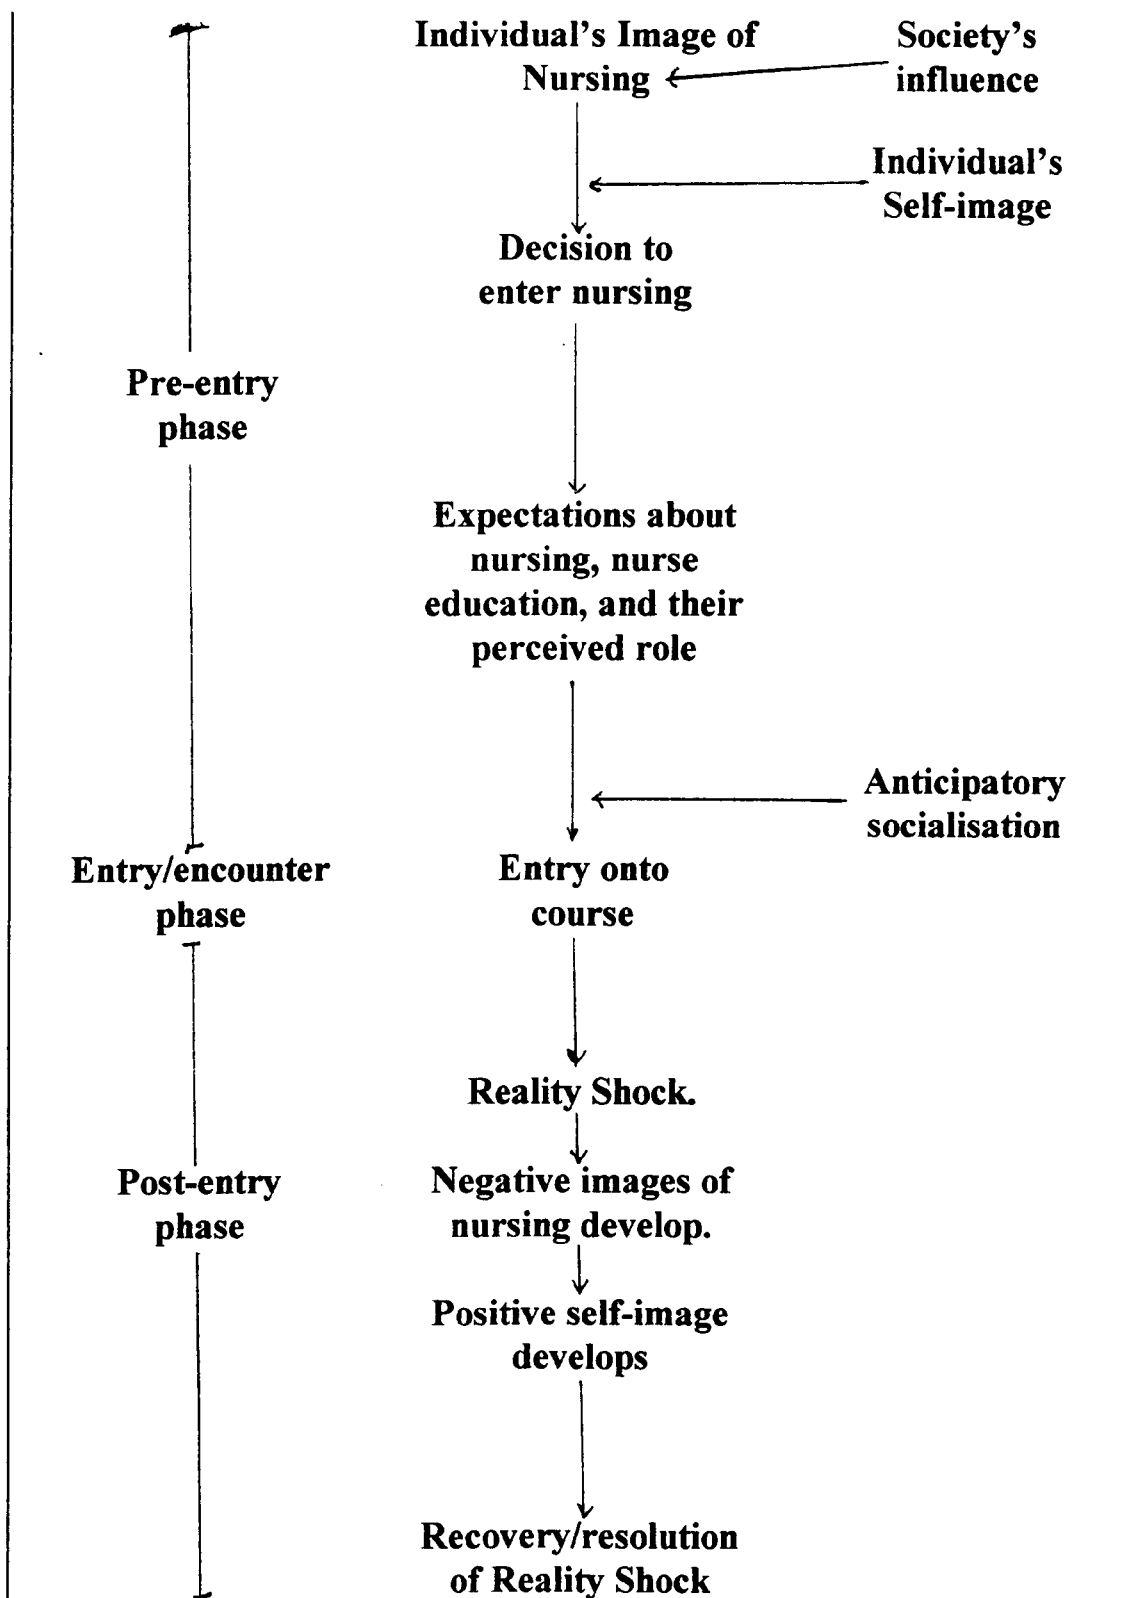 Individual's Image of
Nursing
Society's
influence
Individual's
Self-image
Decision to
enter nursing
Pre-entry
phase
Expectations about
nursing, nurse
education, and their
perceived role
Anticipatory
socialisation
Entry/encounter
phase
Entry onto
course
Reality Shock.
Negative images of
nursing develop.
Post-entry
phase
Positive self-image
develops
Recovery/resolution
of Reality Shock